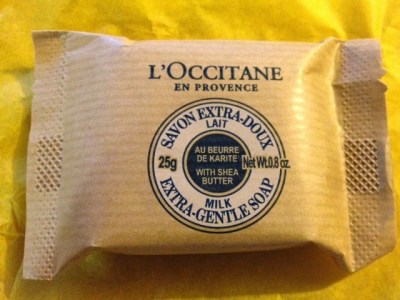 L'OCCITANE
EN PROVENCE
SAVON EXTRA-DOUX
LAIT
AU BEURRE
DE KARITE
25g
Net Wt.0.8 oz.
WITH SHEA
BUTTER
MILK
EXTRA-GENTLE SOAP